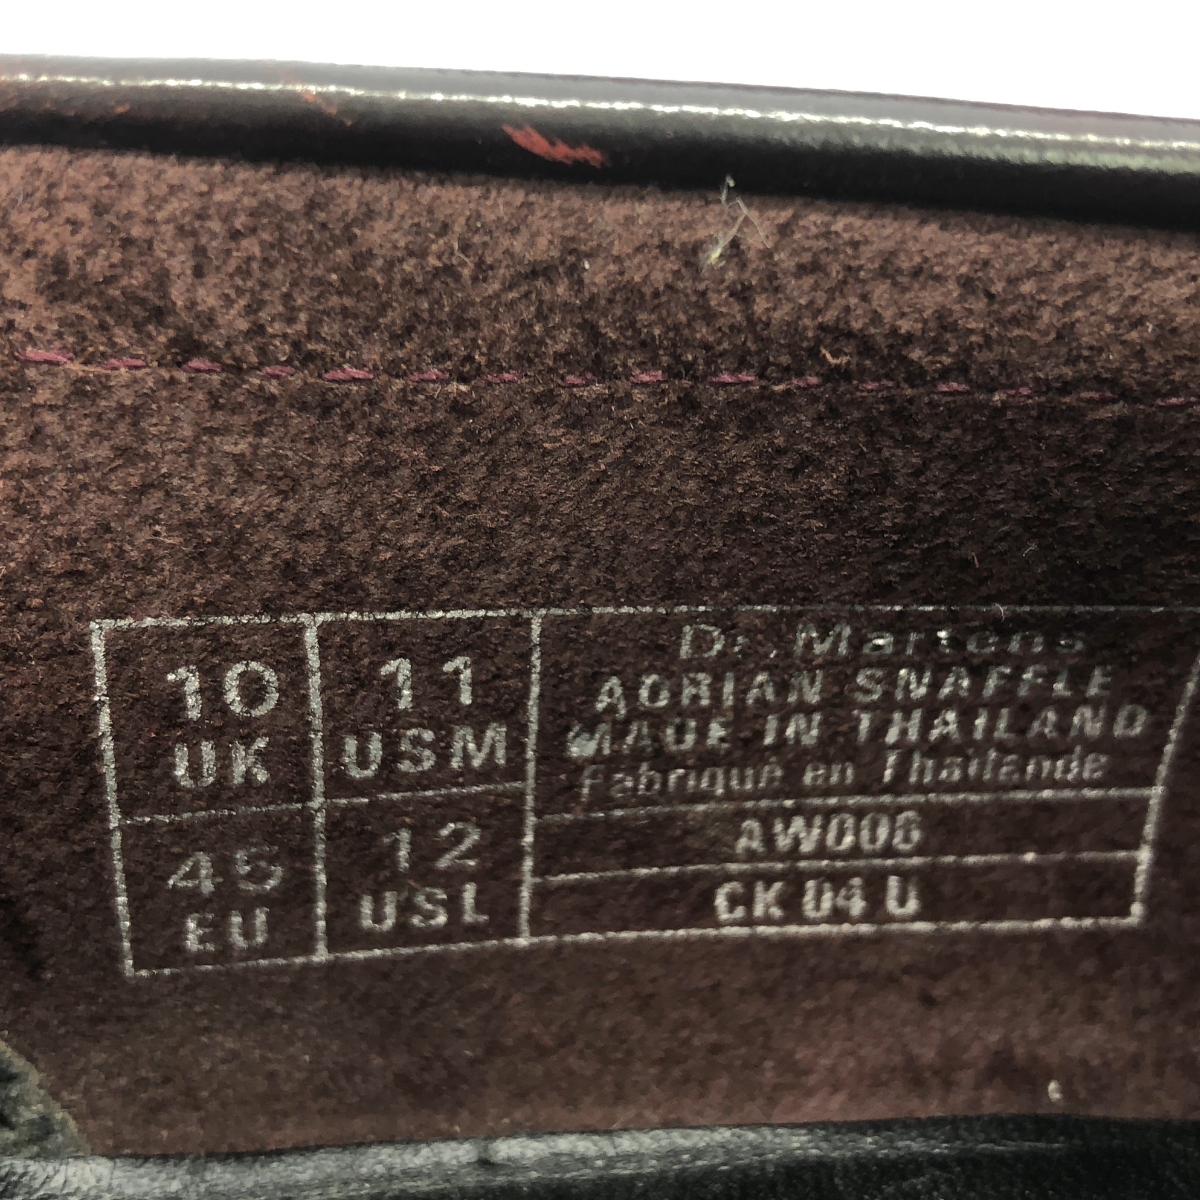 10
UK
11
USM
45
EU
12
USL
Dr. Martens
ADRIAN SNAFFLE
MADE IN THAILAND
Fabriqué en Thaïlande
AW006
CK 04 U